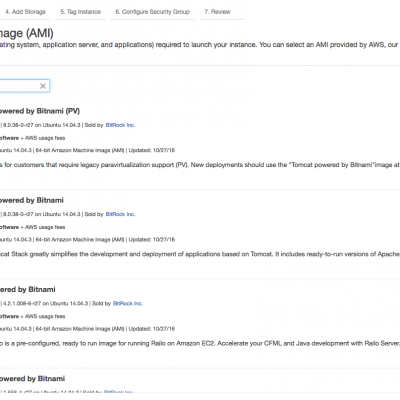 4. Add Storage 5. Tag Instance 6. Configure Security Group 7. Review
mage (AMI)
ating system, application server, and applications) required to launch your instance. You can select an AMI provided by AWS, our
powered by Bitnami (PV)
| 8.0.38-0-r27 on Ubuntu 14.04.3 | Sold by BitRock Inc.
oftware + AWS usage fees
untu 14.04.3 | 64-bit Amazon Machine Image (AMI) | Updated: 10/27/16
s for customers that require legacy paravirtualization support (PV). New deployments should use the "Tomcat powered by Bitnami"image at
owered by Bitnami
| 8.0.38-0-r27 on Ubuntu 14.04.3 | Sold by BitRock Inc.
oftware + AWS usage fees
untu 14.04.3 | 64-bit Amazon Machine Image (AMI) | Updated: 10/27/16
cat Stack greatly simplifies the development and deployment of applications based on Tomcat. It includes ready-to-run versions of Apache
ered by Bitnami
| 4.2.1.008-6-r27 on Ubuntu 14.04.3 | Sold by BitRock Inc.
oftware + AWS usage fees
untu 14.04.3 | 64-bit Amazon Machine Image (AMI) | Updated: 10/27/16
o is a pre-configured, ready to run image for running Railo on Amazon EC2. Accelerate your CFML and Java development with Railo Server.
owered by Bitnami